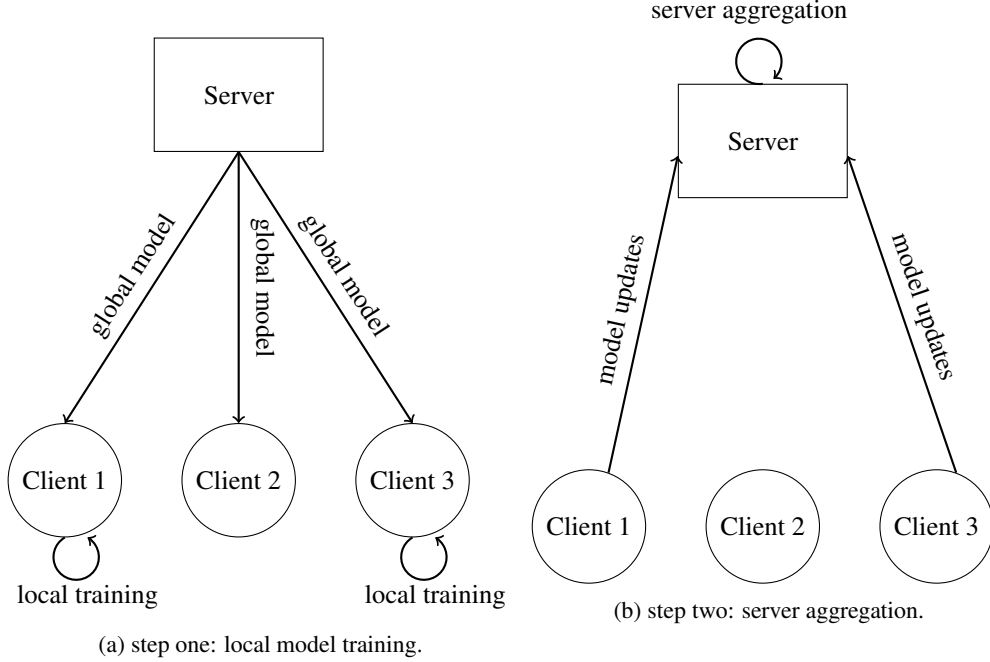 Server
global model
global model
global model
Client 1
Client 2
Client 3
local training
local training
(a) step one: local model training.
server aggregation
Server
model updates
model updates
Client 1
Client 2
Client 3
(b) step two: server aggregation.